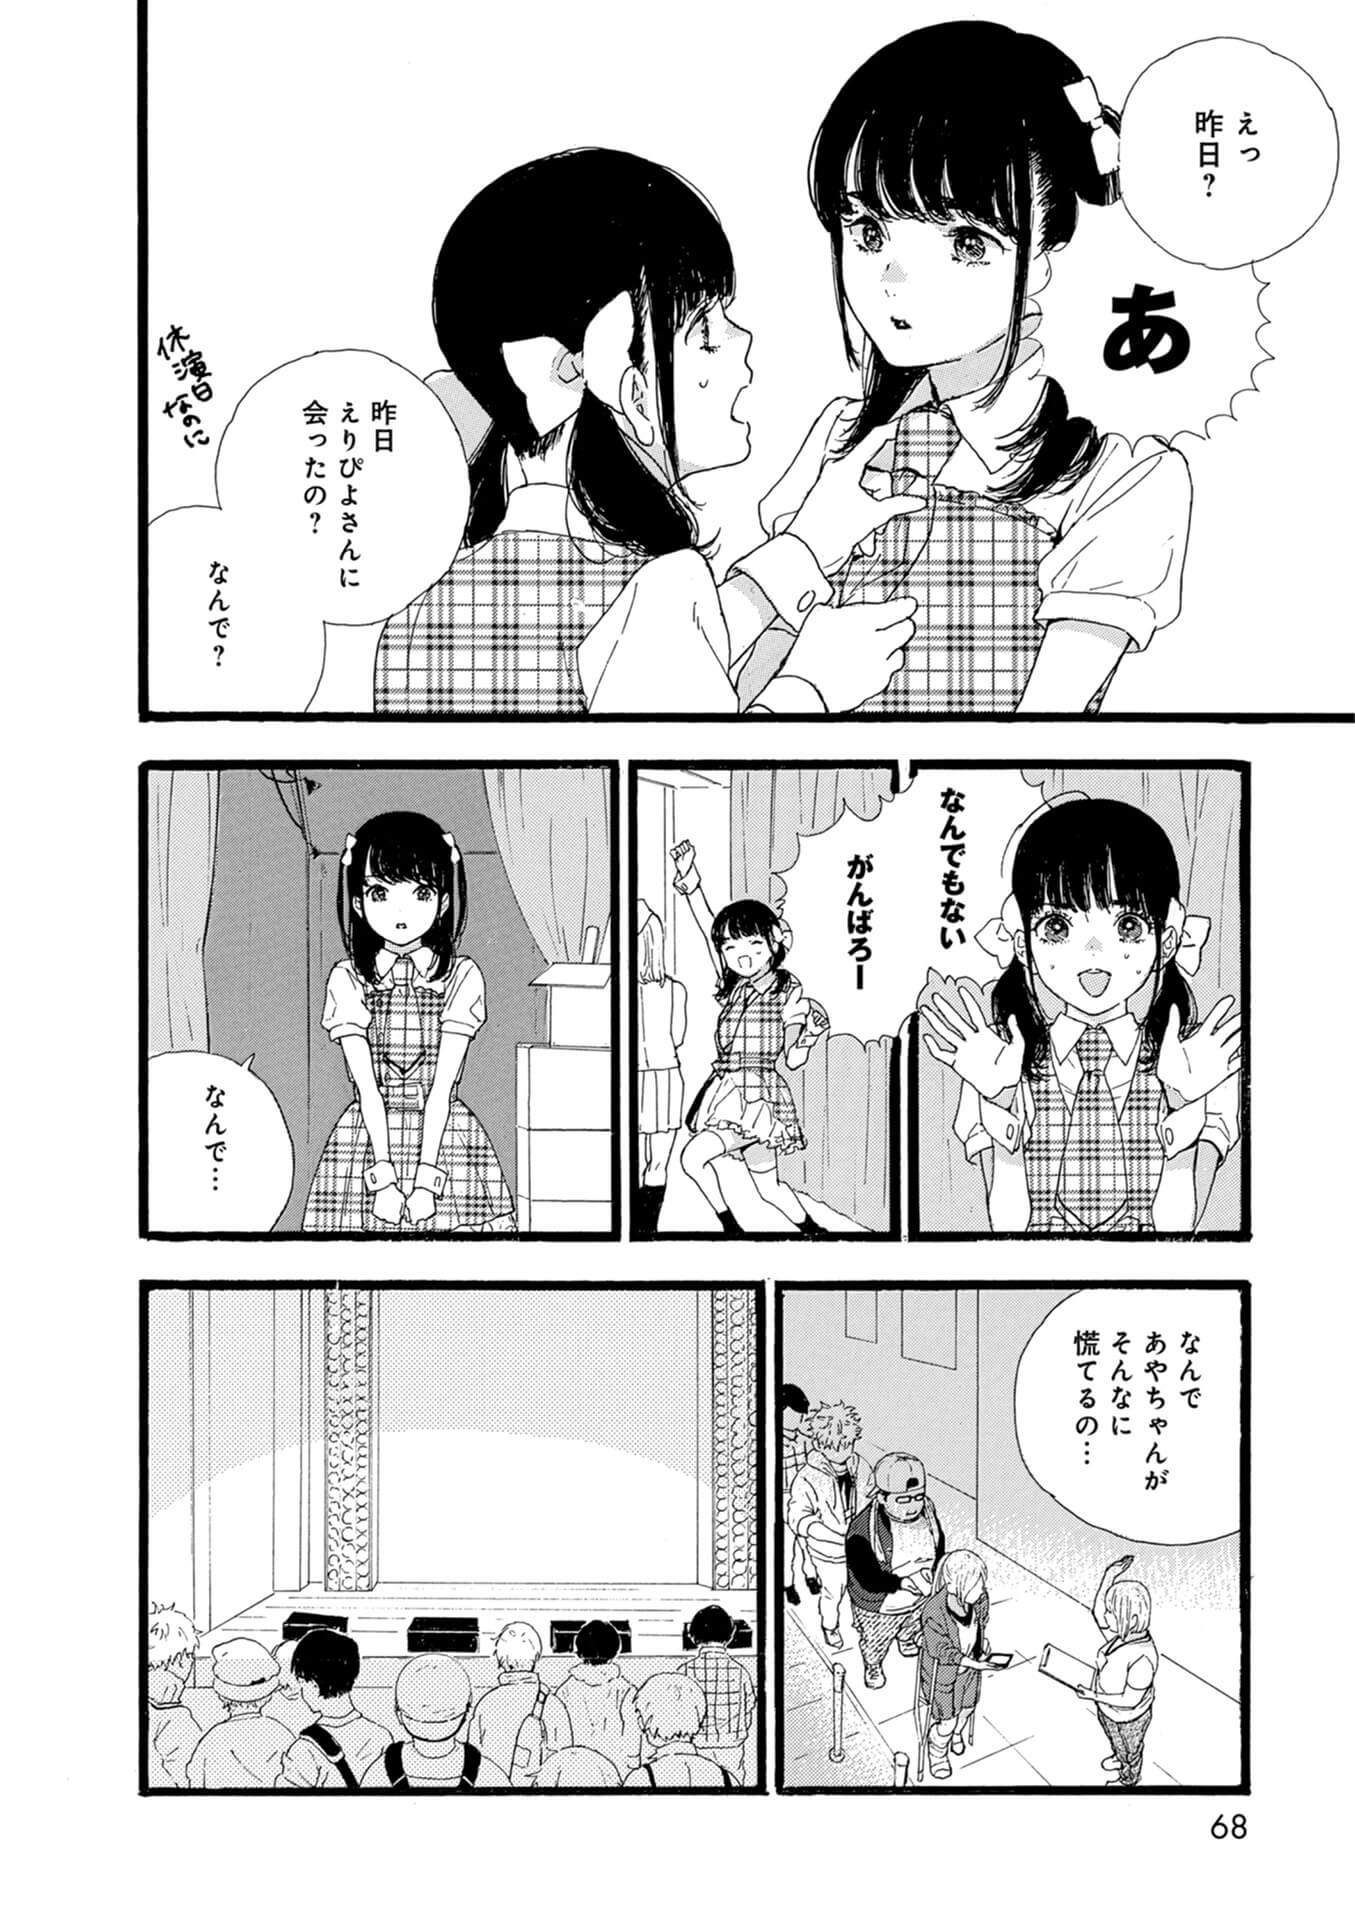 えっ
昨日?
あ
昨日
えりぴよさんに
会ったの?
休演日
なのに
なんで?
なんでもない
がんばろー
なんで…
なんで
あやちゃんが
そんなに
慌てるの…
68